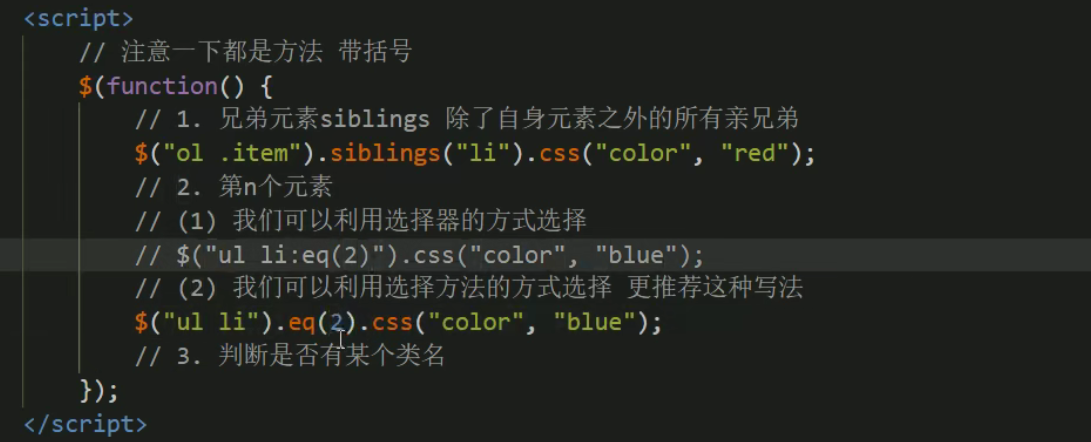 <script>
// 注意一下都是方法 带括号
$(function() {
// 1. 兄弟元素siblings 除了自身元素之外的所有亲兄弟
$("ol .item").siblings("li").css("color", "red");
// 2. 第n个元素
// (1) 我们可以利用选择器的方式选择
// $("ul li:eq(2)").css("color", "blue");
// (2) 我们可以利用选择方法的方式选择 更推荐这种写法
$("ul li").eq(2).css("color", "blue");
// 3. 判断是否有某个类名
});
</script>